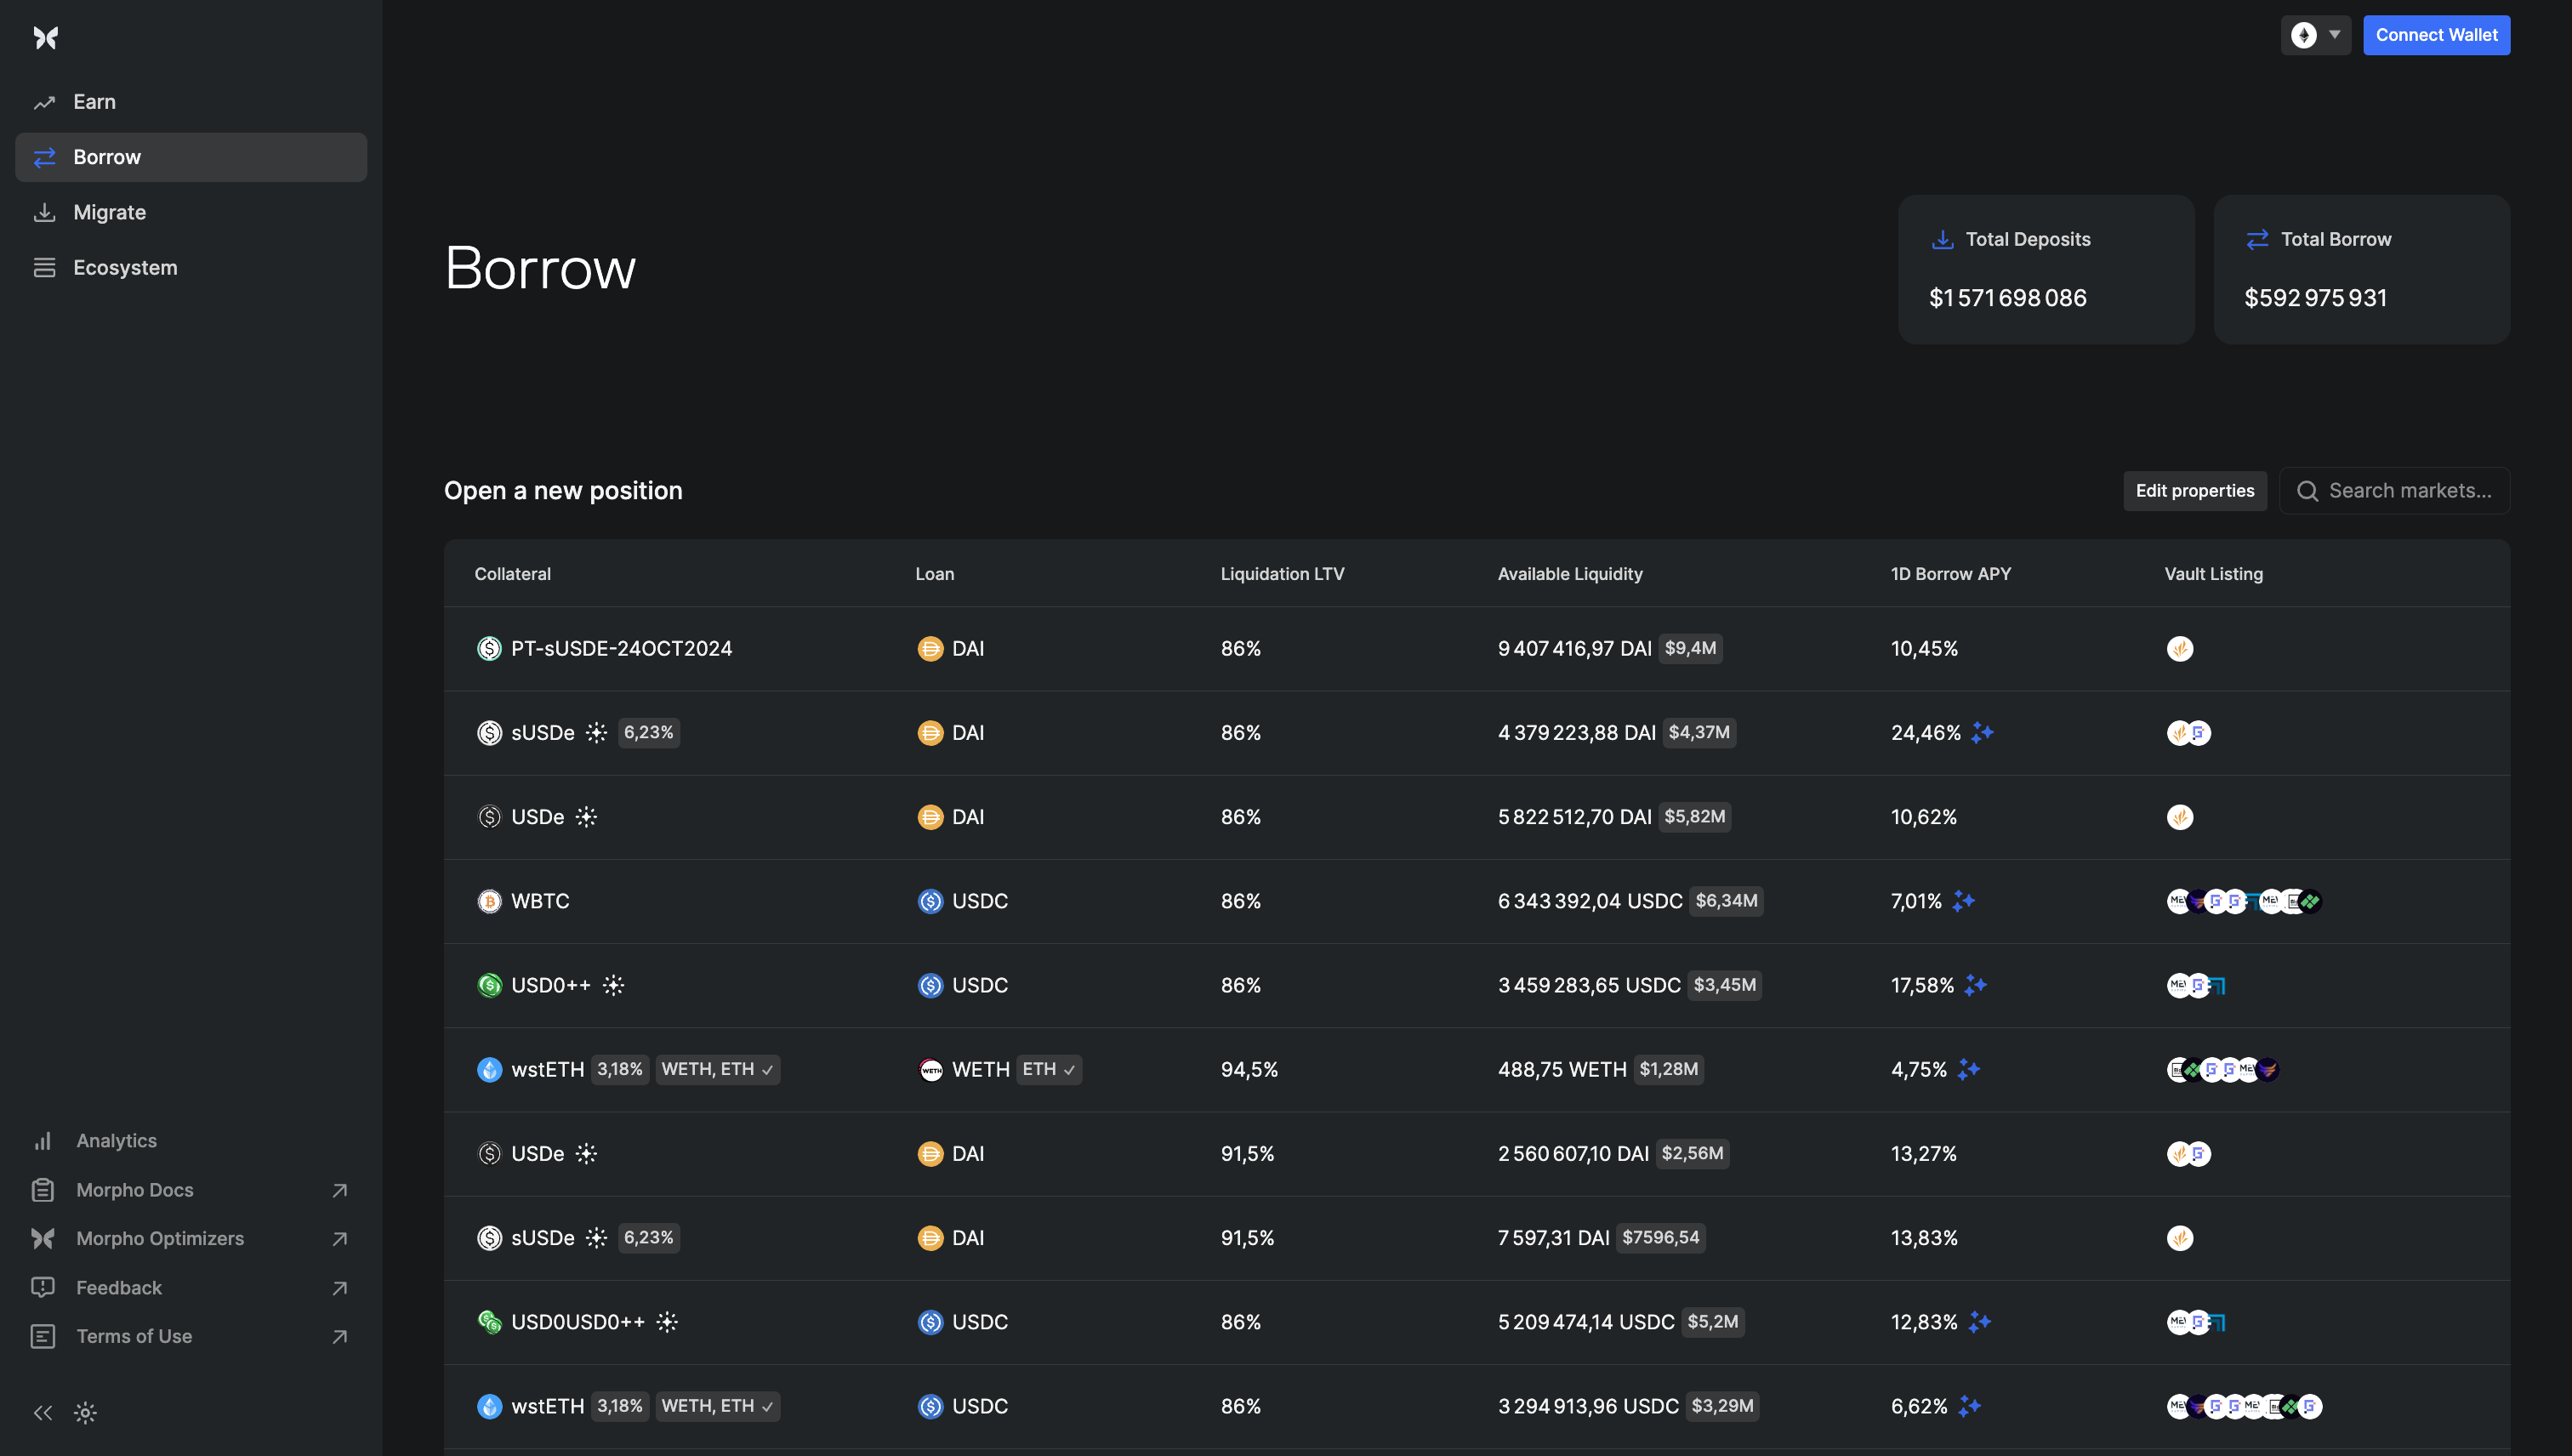 Connect Wallet
Earn
Borrow
Migrate
Ecosystem
Borrow
Total Deposits
$1 571 698 086
Total Borrow
$592 975 931
Open a new position
Edit properties
Search markets...
Collateral Loan Liquidation LTV Available Liquidity 1D Borrow APY Vault Listing
PT-sUSDE-24OCT2024 DAI 86% 9 407 416,97 DAI $9,4M 10,45%
sUSDe 6,23% DAI 86% 4 379 223,88 DAI $4,37M 24,46%
USDe DAI 86% 5 822 512,70 DAI $5,82M 10,62%
WBTC USDC 86% 6 343 392,04 USDC $6,34M 7,01%
USD0++ USDC 86% 3 459 283,65 USDC $3,45M 17,58%
wstETH 3,18% WETH, ETH ✓ WETH ETH ✓ 94,5% 488,75 WETH $1,28M 4,75%
USDe DAI 91,5% 2 560 607,10 DAI $2,56M 13,27%
sUSDe 6,23% DAI 91,5% 7 597,31 DAI $7596,54 13,83%
USD0USD0++ USDC 86% 5 209 474,14 USDC $5,2M 12,83%
wstETH 3,18% WETH, ETH ✓ USDC 86% 3 294 913,96 USDC $3,29M 6,62%
Analytics
Morpho Docs
Morpho Optimizers
Feedback
Terms of Use